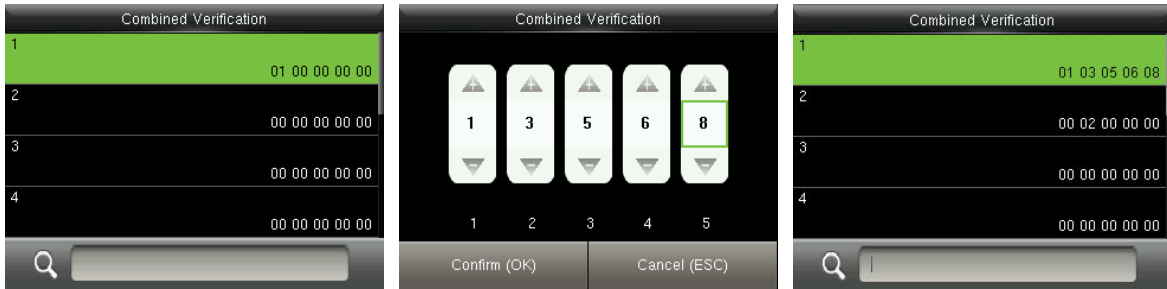 Combined Verification
1
01 00 00 00 00
2
00 00 00 00 00
3
00 00 00 00 00
4
00 00 00 00 00
Combined Verification
1 3 5 6 8
1 2 3 4 5
Confirm (OK) Cancel (ESC)
Combined Verification
1
01 03 05 06 08
2
00 02 00 00 00
3
00 00 00 00 00
4
00 00 00 00 00